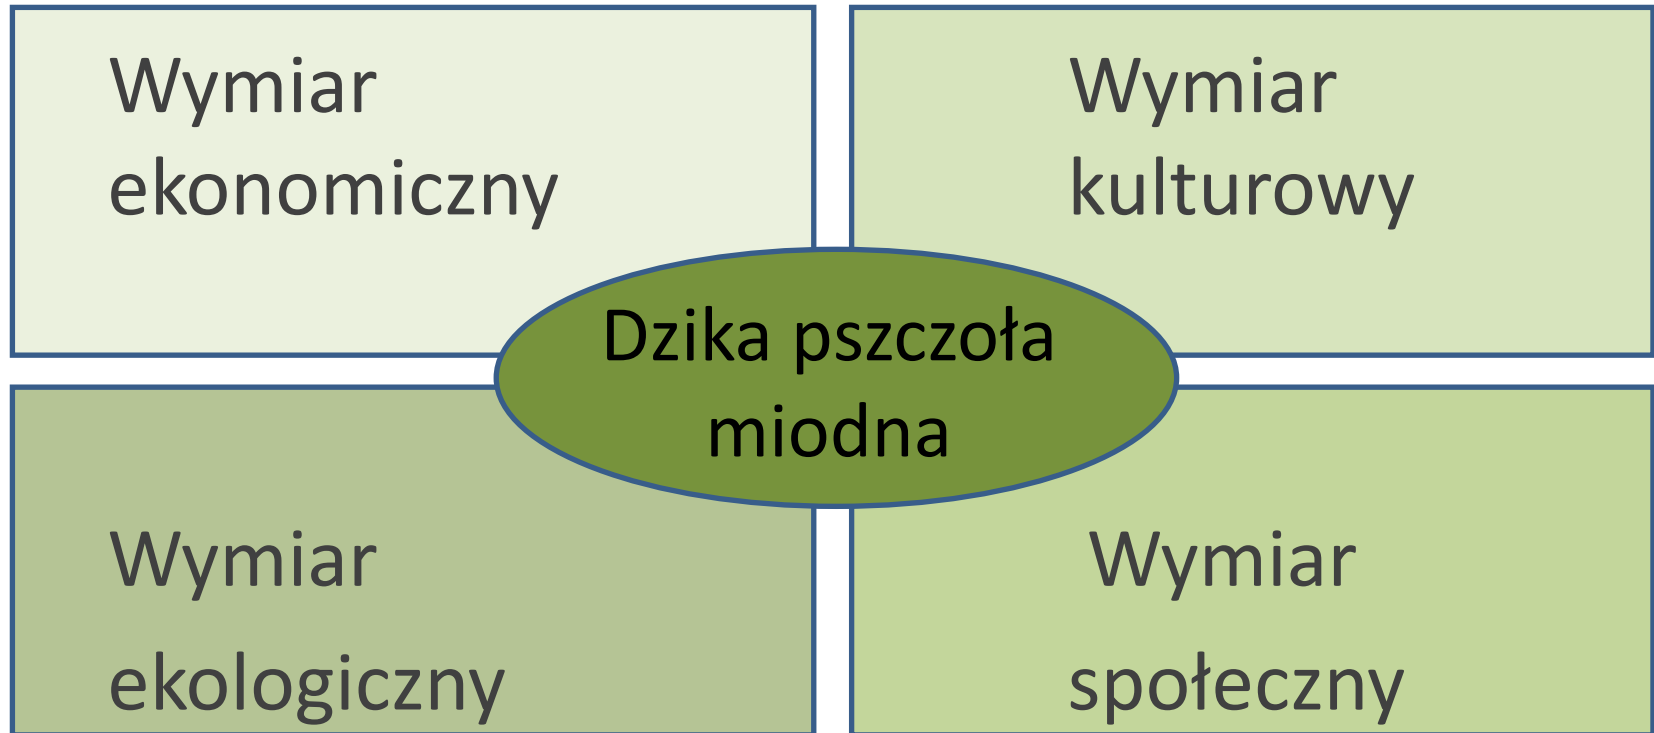 Wymiar
ekonomiczny
Wymiar
kulturowy
Dzika pszczoła
miodna
Wymiar
ekologiczny
Wymiar
społeczny